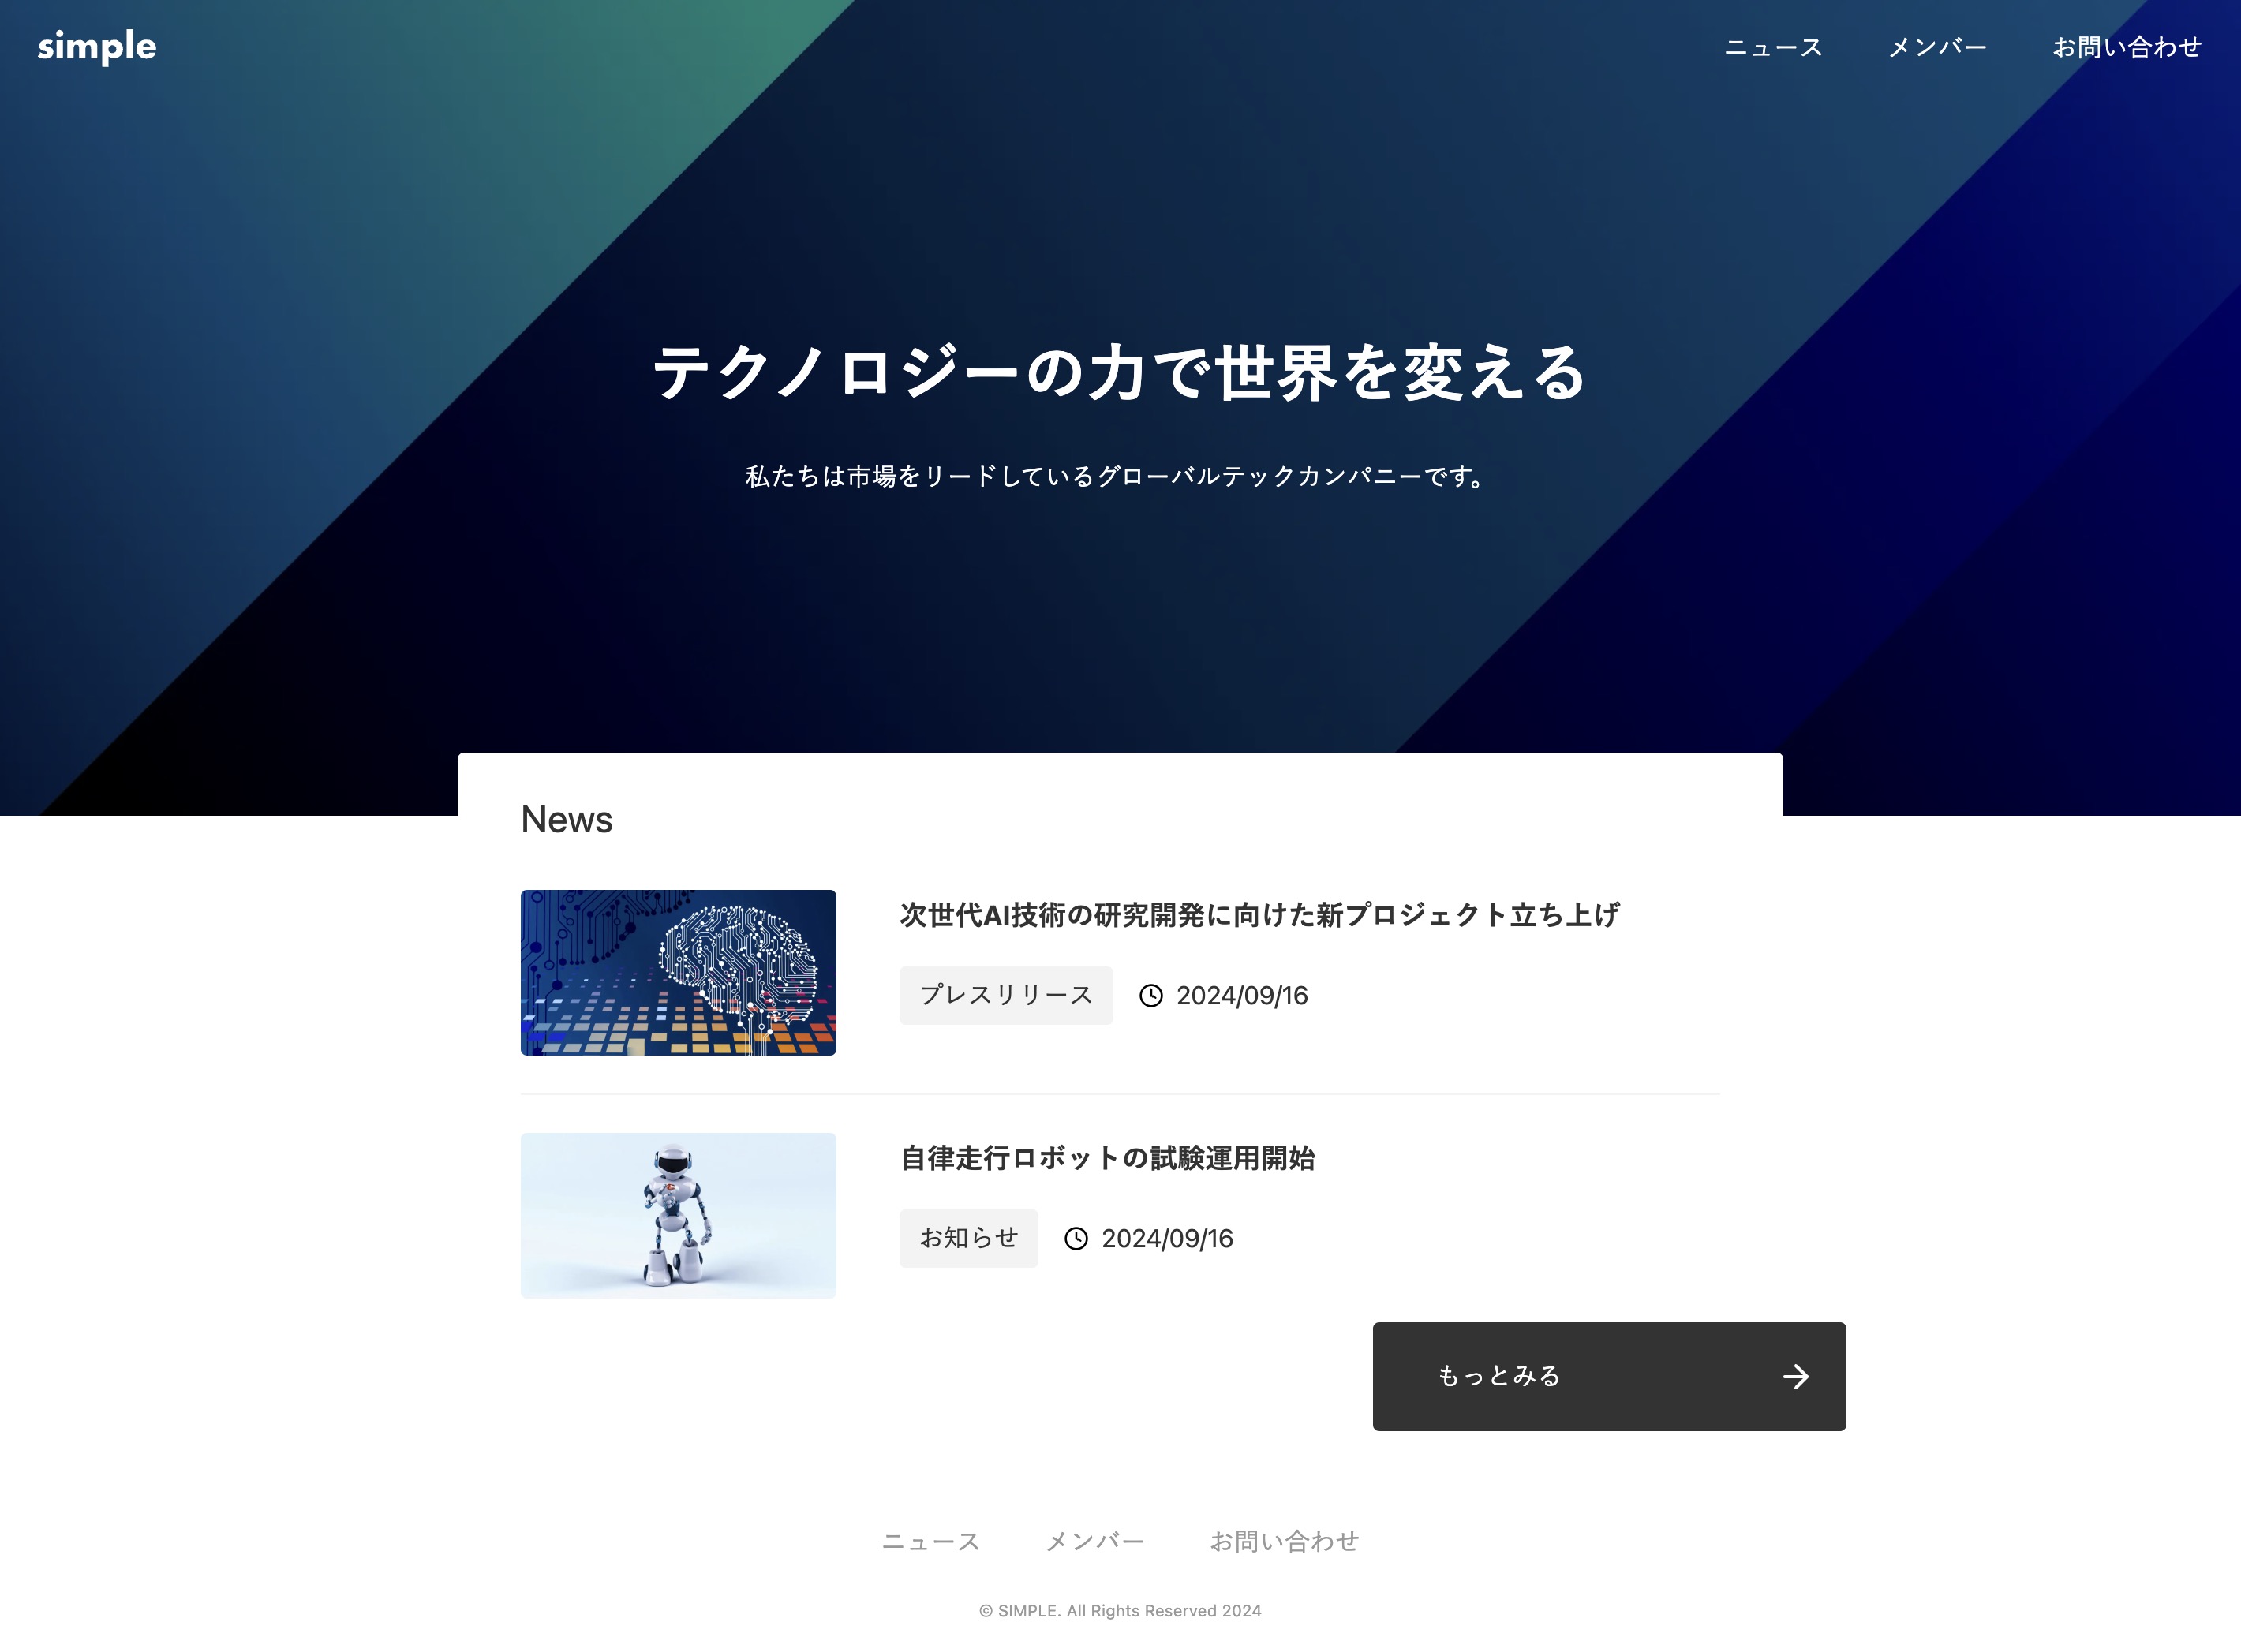 simple
ニュース メンバー お問い合わせ
テクノロジーの力で世界を変える
私たちは市場をリードしているグローバルテックカンパニーです。
News
次世代AI技術の研究開発に向けた新プロジェクト立ち上げ
プレスリリース 2024/09/16
自律走行ロボットの試験運用開始
お知らせ 2024/09/16
もっとみる
ニュース メンバー お問い合わせ
© SIMPLE. All Rights Reserved 2024